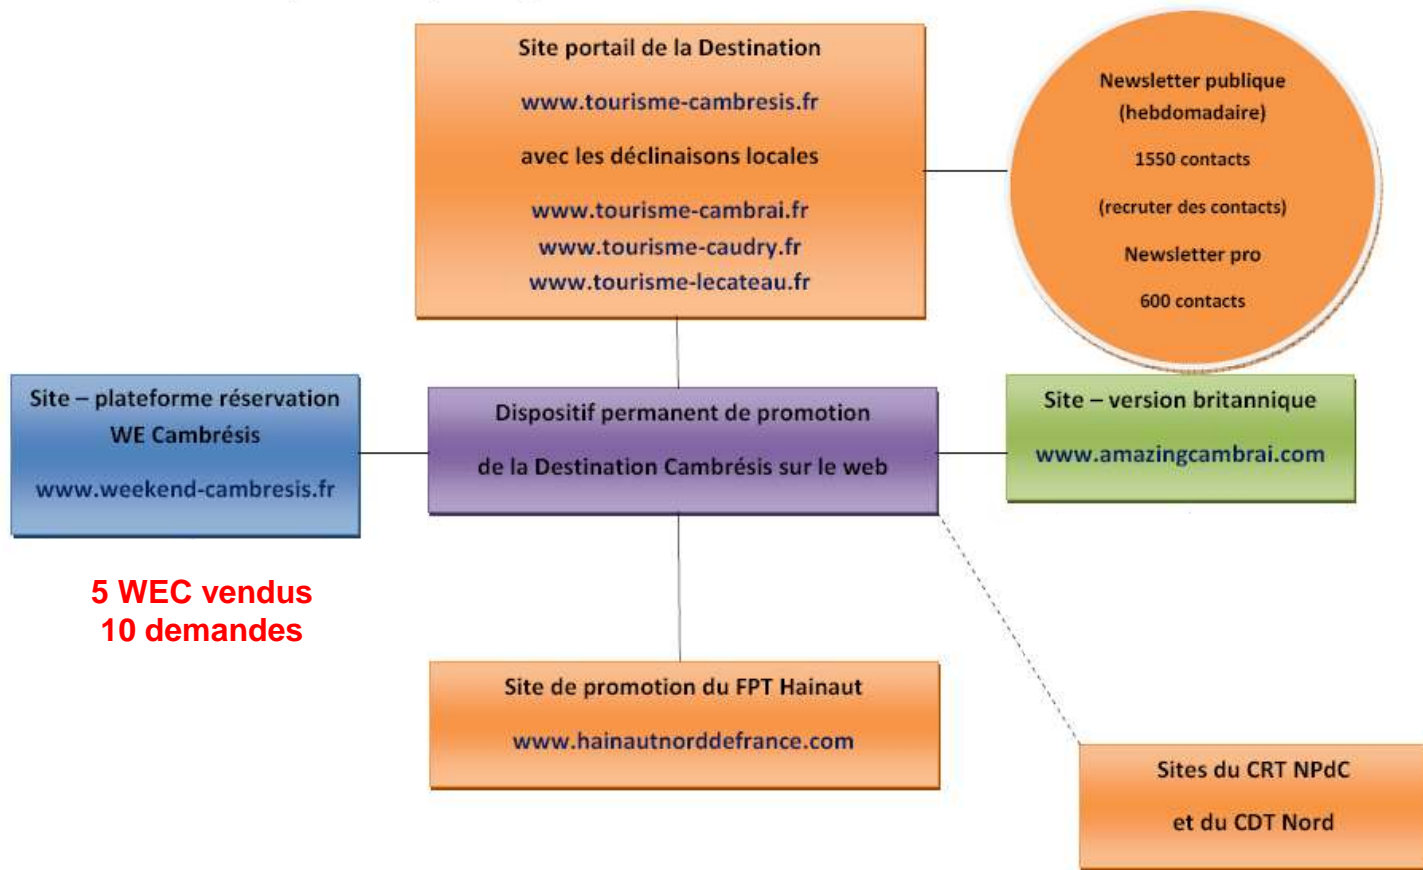 Site portail de la Destination
www.tourisme-cambresis.fr
avec les déclinaisons locales
www.tourisme-cambrai.fr
www.tourisme-caudry.fr
www.tourisme-lecateau.fr
Newsletter publique
(hebdomadaire)
1550 contacts
(recruter des contacts)
Newsletter pro
600 contacts
Site – plateforme réservation
WE Cambrésis
www.weekend-cambresis.fr
Dispositif permanent de promotion
de la Destination Cambrésis sur le web
Site – version britannique
www.amazingcambrai.com
5 WEC vendus
10 demandes
Site de promotion du FPT Hainaut
www.hainautnorddefrance.com
Sites du CRT NPdC
et du CDT Nord